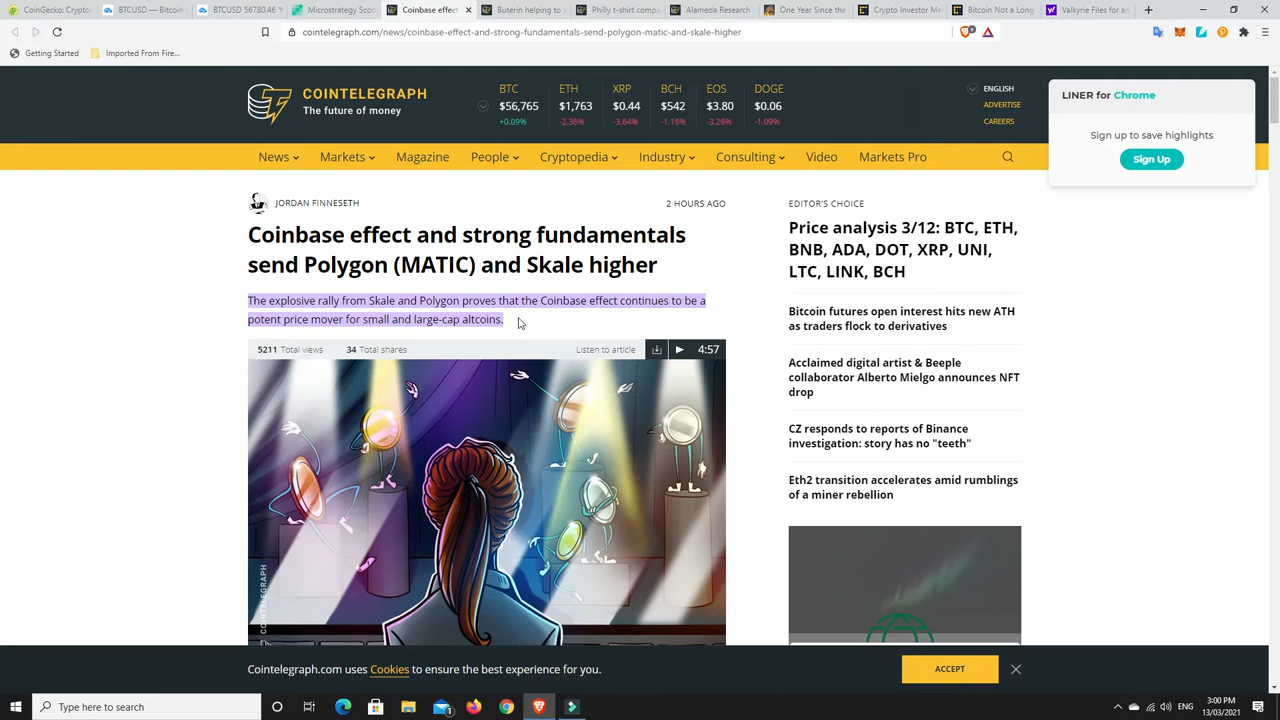 CoinGecko: Crypto
BTCUSD — Bitcoin
BTCUSD 56780.46
Microstrategy Scoo
Coinbase effect
Buterin helping to
Philly t-shirt compa
Alameda Research
One Year Since the
Crypto Investor Me
Bitcoin Not a Long
Valkyrie Files for an
cointelegraph.com/news/coinbase-effect-and-strong-fundamentals-send-polygon-matic-and-skale-higher
Getting Started
Imported From Fire...
COINTELEGRAPH
The future of money
BTC ETH XRP BCH EOS DOGE
$56,765 $1,763 $0.44 $542 $3.80 $0.06
+0.09% -2.36% -3.64% -1.16% -3.26% -1.09%
ENGLISH
ADVERTISE
CAREERS
LINER for Chrome
Sign up to save highlights
Sign Up
News Markets Magazine People Cryptopedia Industry Consulting Video Markets Pro
JORDAN FINNESETH
2 HOURS AGO
Coinbase effect and strong fundamentals
send Polygon (MATIC) and Skale higher
The explosive rally from Skale and Polygon proves that the Coinbase effect continues to be a
potent price mover for small and large-cap altcoins.
5211 Total views
34 Total shares
Listen to article
4:57
COINTELEGRAPH
EDITOR'S CHOICE
Price analysis 3/12: BTC, ETH,
BNB, ADA, DOT, XRP, UNI,
LTC, LINK, BCH
Bitcoin futures open interest hits new ATH
as traders flock to derivatives
Acclaimed digital artist & Beeple
collaborator Alberto Mielgo announces NFT
drop
CZ responds to reports of Binance
investigation: story has no "teeth"
Eth2 transition accelerates amid rumblings
of a miner rebellion
Cointelegraph.com uses Cookies to ensure the best experience for you.
ACCEPT
Type here to search
ENG
3:00 PM
13/03/2021